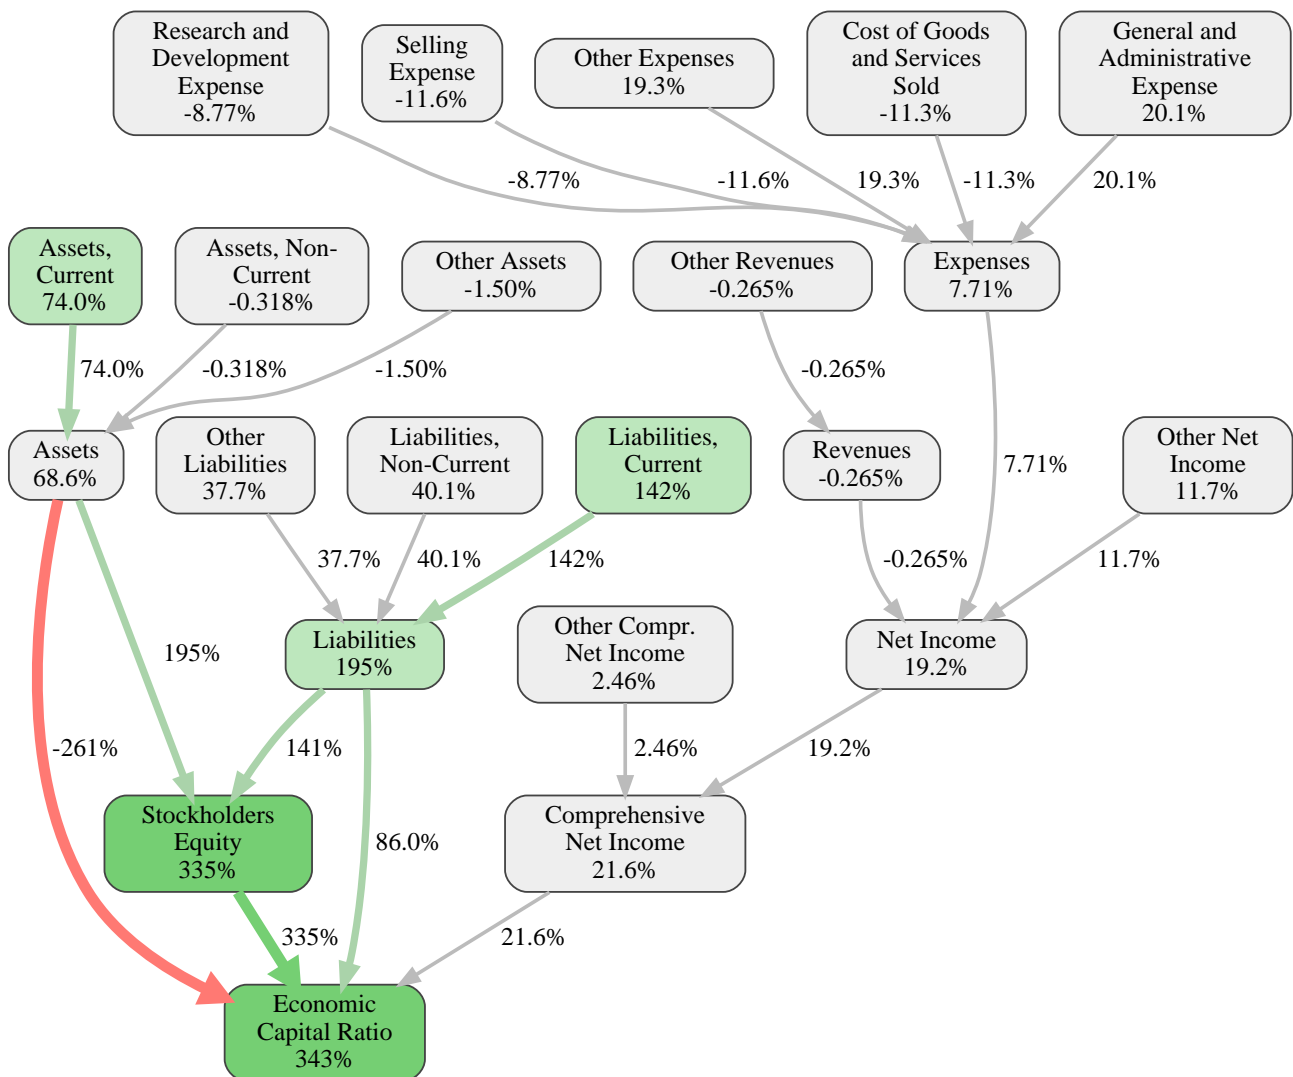 Research and
Development
Expense
-8.77%
Selling
Expense
-11.6%
Other Expenses
19.3%
Cost of Goods
and Services
Sold
-11.3%
General and
Administrative
Expense
20.1%
-8.77%
-11.6%
19.3%
-11.3%
20.1%
Assets,
Current
74.0%
Assets, Non-
Current
-0.318%
Other Assets
-1.50%
Other Revenues
-0.265%
Expenses
7.71%
74.0%
-0.318%
-1.50%
-0.265%
7.71%
Assets
68.6%
Other
Liabilities
37.7%
Liabilities,
Non-Current
40.1%
Liabilities,
Current
142%
Revenues
-0.265%
Other Net
Income
11.7%
37.7%
40.1%
142%
-0.265%
11.7%
195%
Liabilities
195%
Other Compr.
Net Income
2.46%
Net Income
19.2%
-261%
141%
2.46%
19.2%
Stockholders
Equity
335%
86.0%
Comprehensive
Net Income
21.6%
335%
21.6%
Economic
Capital Ratio
343%